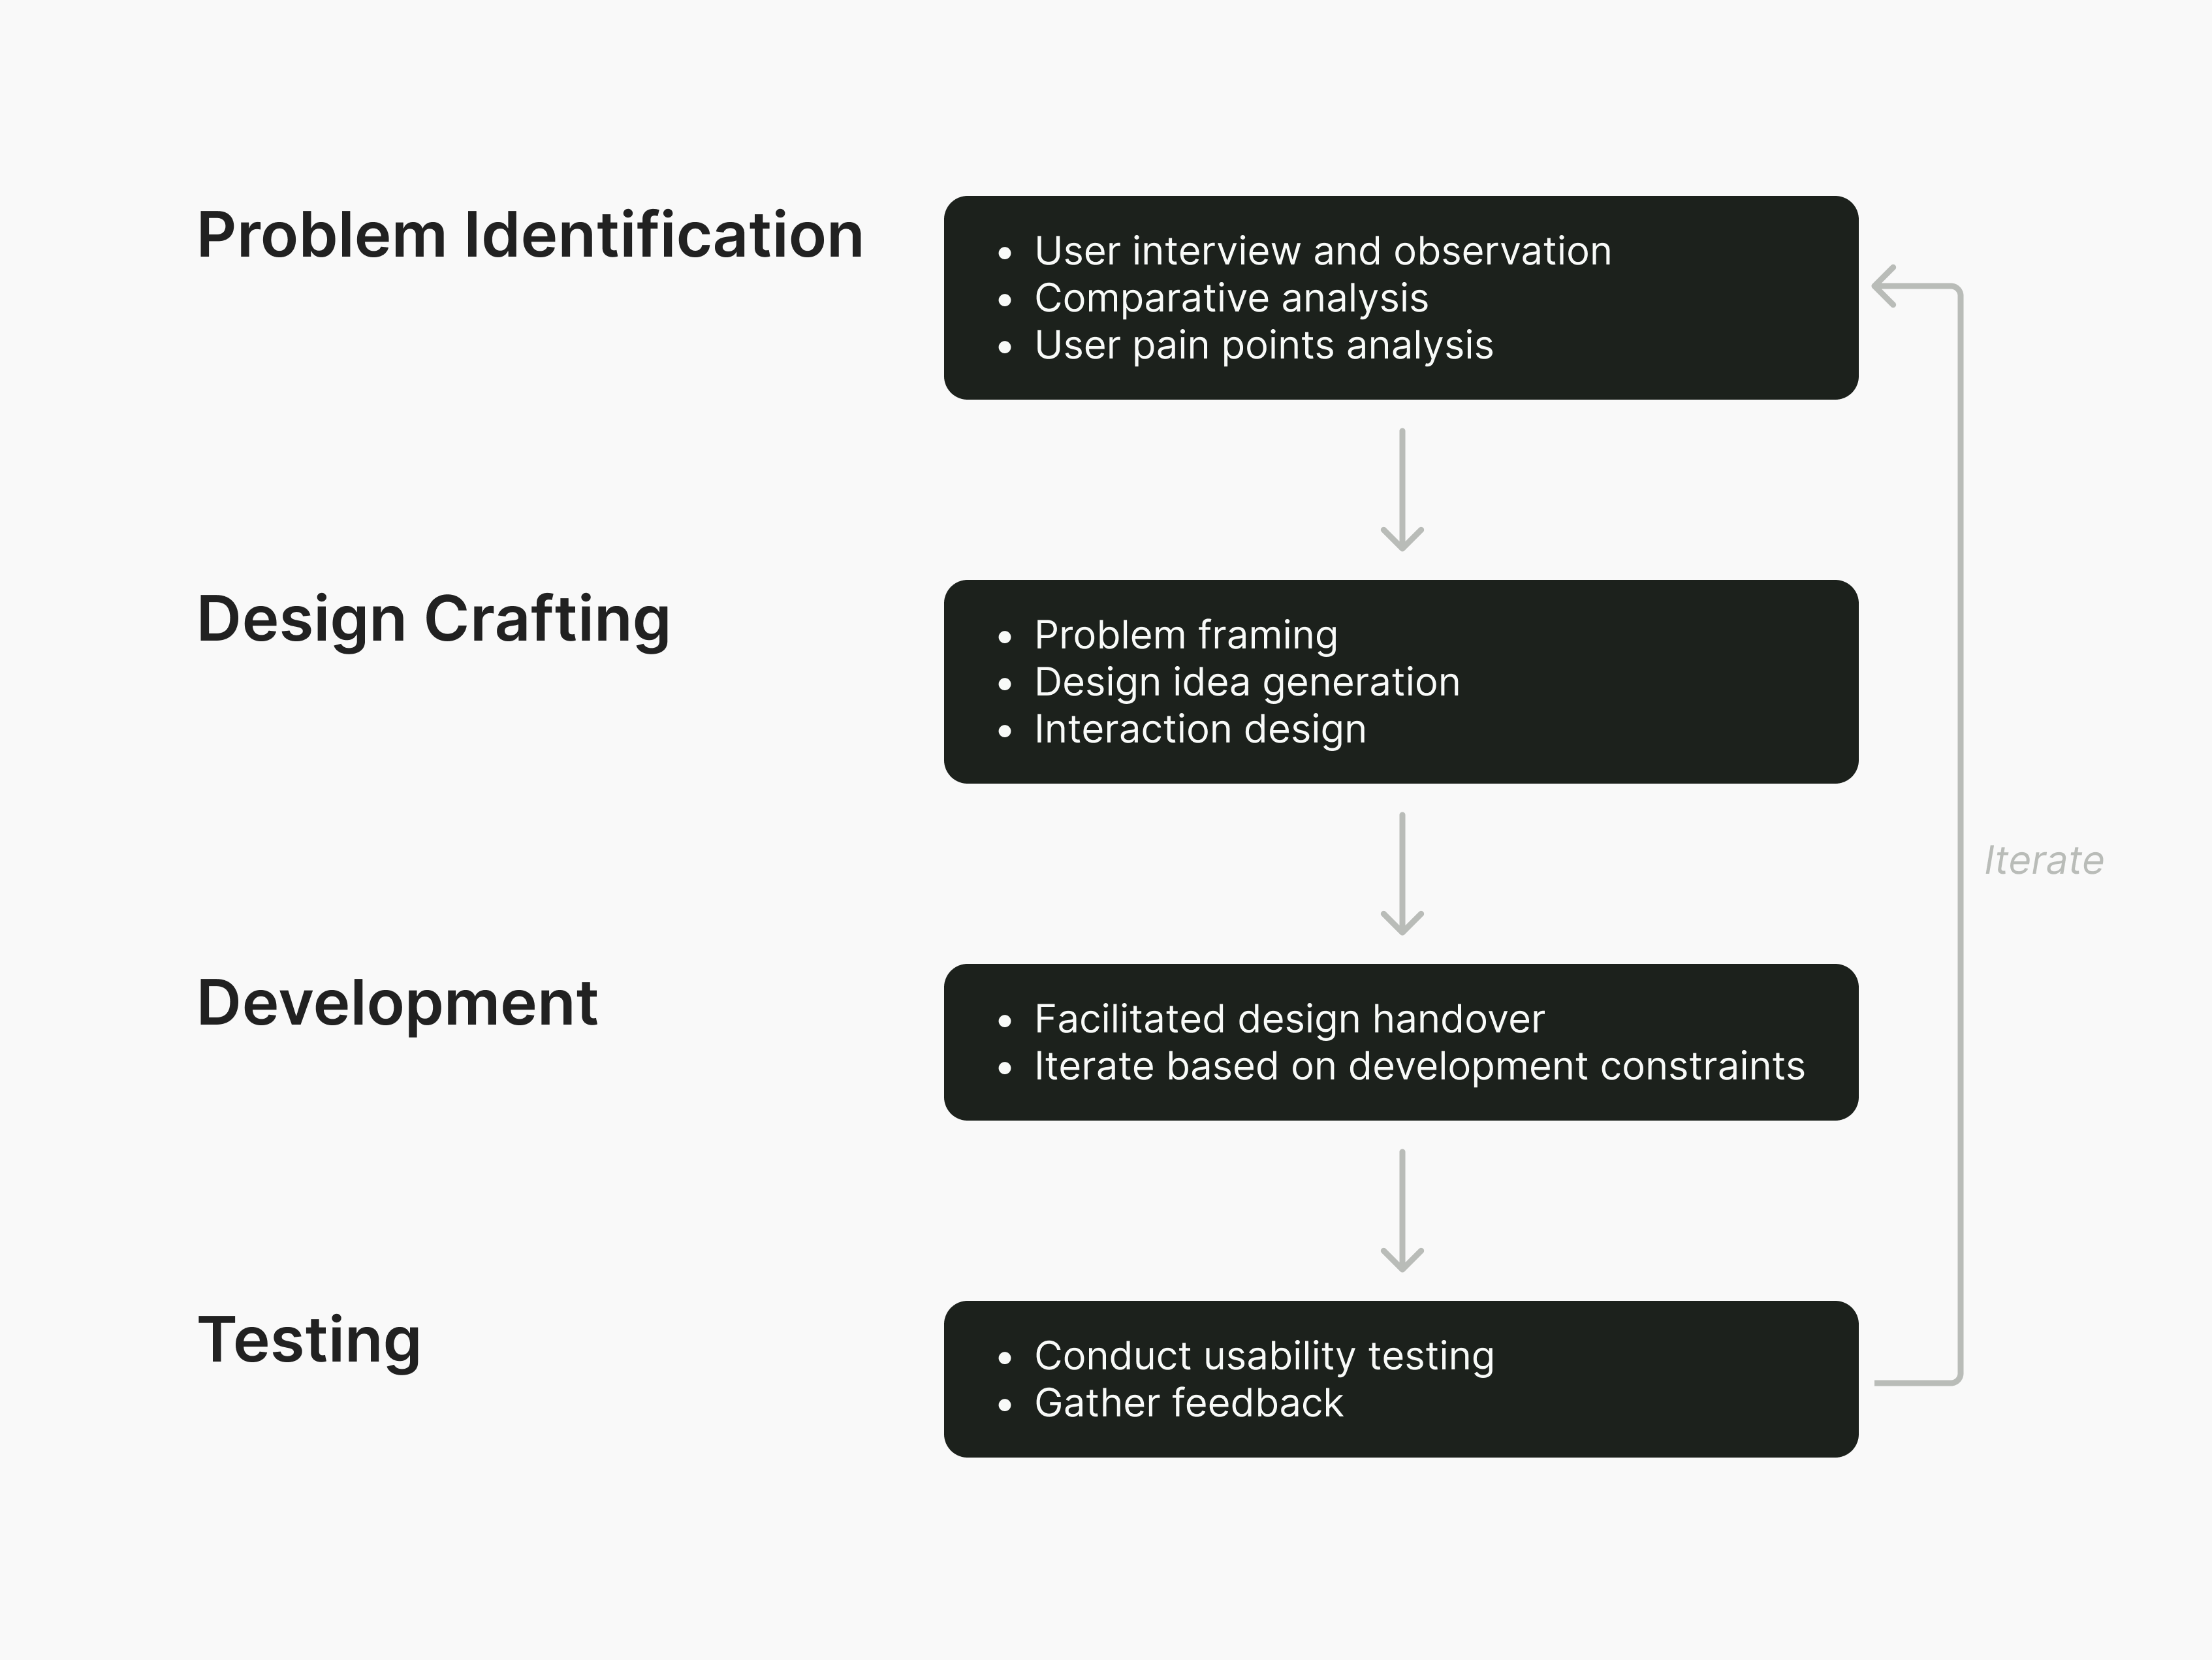 Problem Identification
• User interview and observation
• Comparative analysis
• User pain points analysis
Design Crafting
• Problem framing
• Design idea generation
• Interaction design
Iterate
Development
• Facilitated design handover
• Iterate based on development constraints
Testing
• Conduct usability testing
• Gather feedback